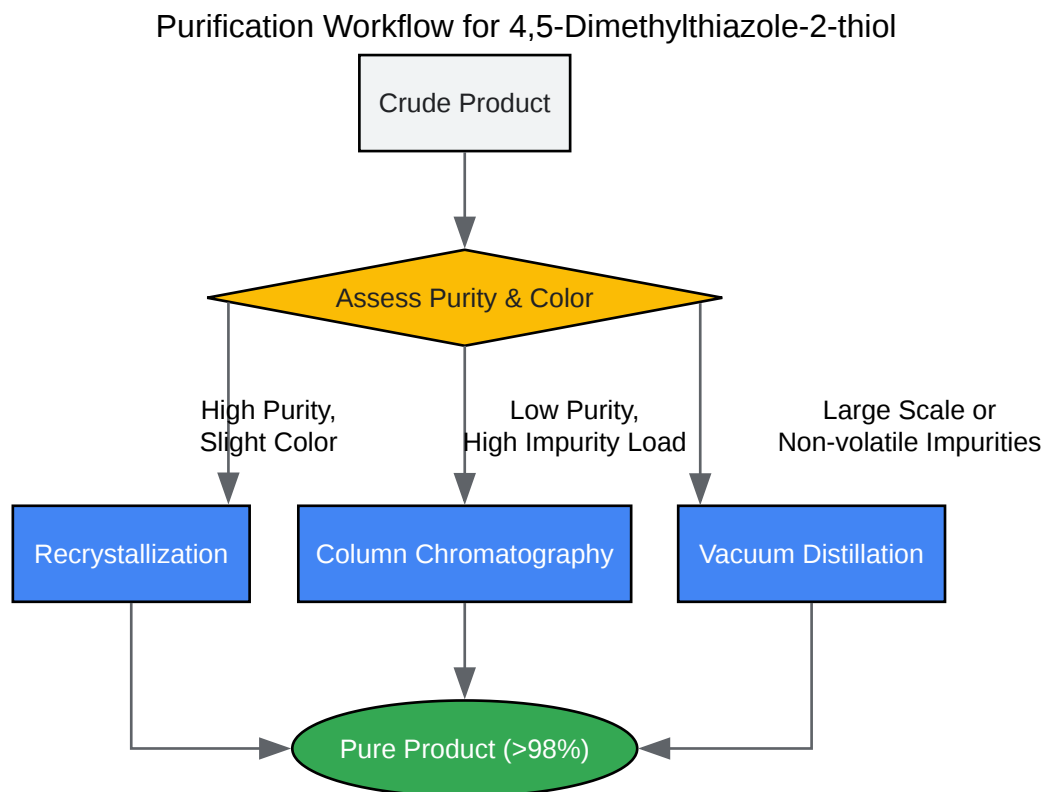 Purification Workflow for 4,5-Dimethylthiazole-2-thiol
Crude Product
Assess Purity & Color
High Purity,
Slight Color
Low Purity,
High Impurity Load
Large Scale or
Non-volatile Impurities
Recrystallization
Column Chromatography
Vacuum Distillation
Pure Product (>98%)